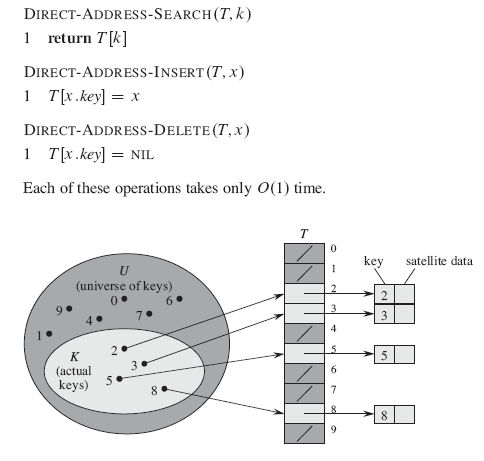 DIRECT-ADDRESS-SEARCH(T, k)
1 return T[k]
DIRECT-ADDRESS-INSERT(T, x)
1 T[x.key] = x
DIRECT-ADDRESS-DELETE(T, x)
1 T[x.key] = NIL
Each of these operations takes only O(1) time.
T
U
(universe of keys)
0
6
9
7
4
1
K
(actual
keys)
2
3
5
8
0
1
2
3
4
5
6
7
8
9
key satellite data
2
3
5
8